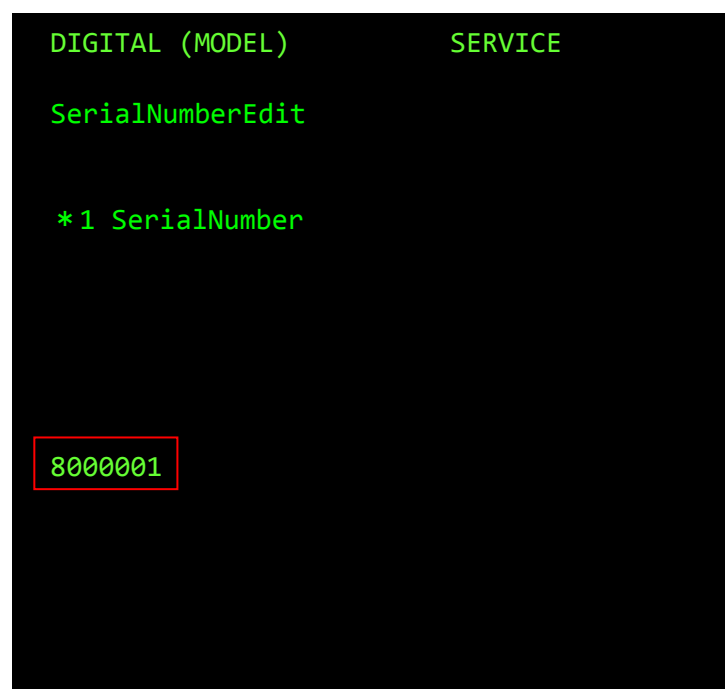 DIGITAL (MODEL) SERVICE
SerialNumberEdit
*1 SerialNumber
8000001